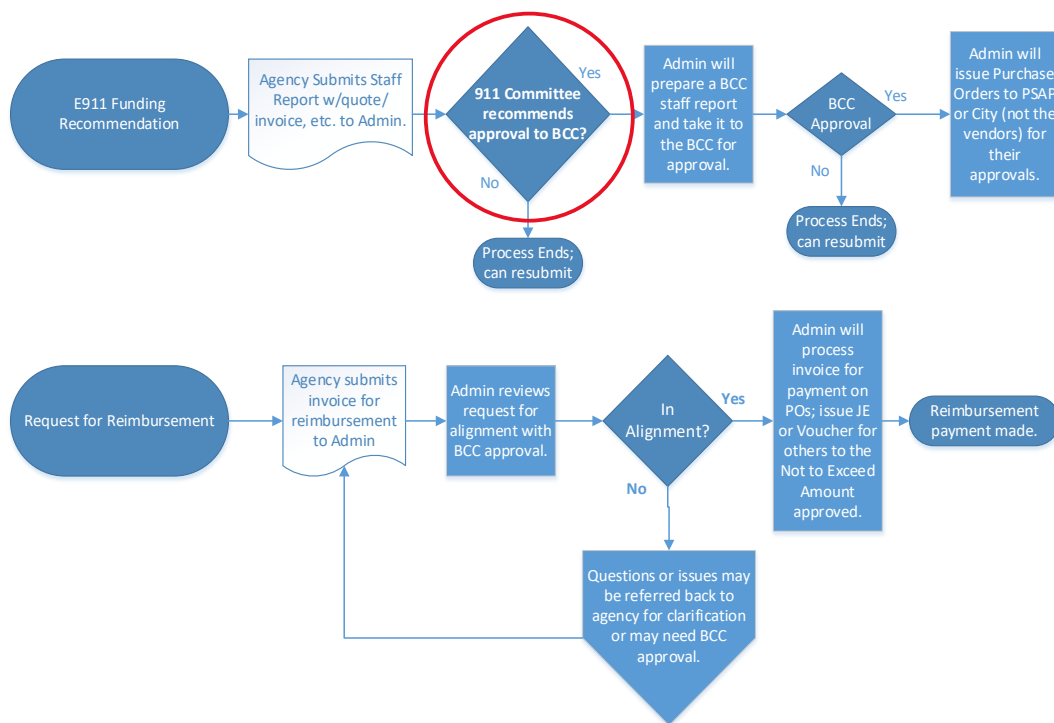 E911 Funding
Recommendation
Agency Submits Staff
Report w/quote/
invoice, etc. to Admin.
911 Committee
recommends
approval to BCC?
Yes
No
Process Ends;
can resubmit
Admin will
prepare a BCC
staff report
and take it to
the BCC for
approval.
BCC
Approval
Yes
No
Process Ends;
can resubmit
Admin will
issue Purchase
Orders to PSAP
or City (not the
vendors) for
their
approvals.
Request for Reimbursement
Agency submits
invoice for
reimbursement
to Admin
Admin reviews
request for
alignment with
BCC approval.
In
Alignment?
Yes
No
Admin will
process
invoice for
payment on
POs; issue JE
or Voucher for
others to the
Not to Exceed
Amount
approved.
Reimbursement
payment made.
Questions or issues may
be referred back to
agency for clarification
or may need BCC
approval.